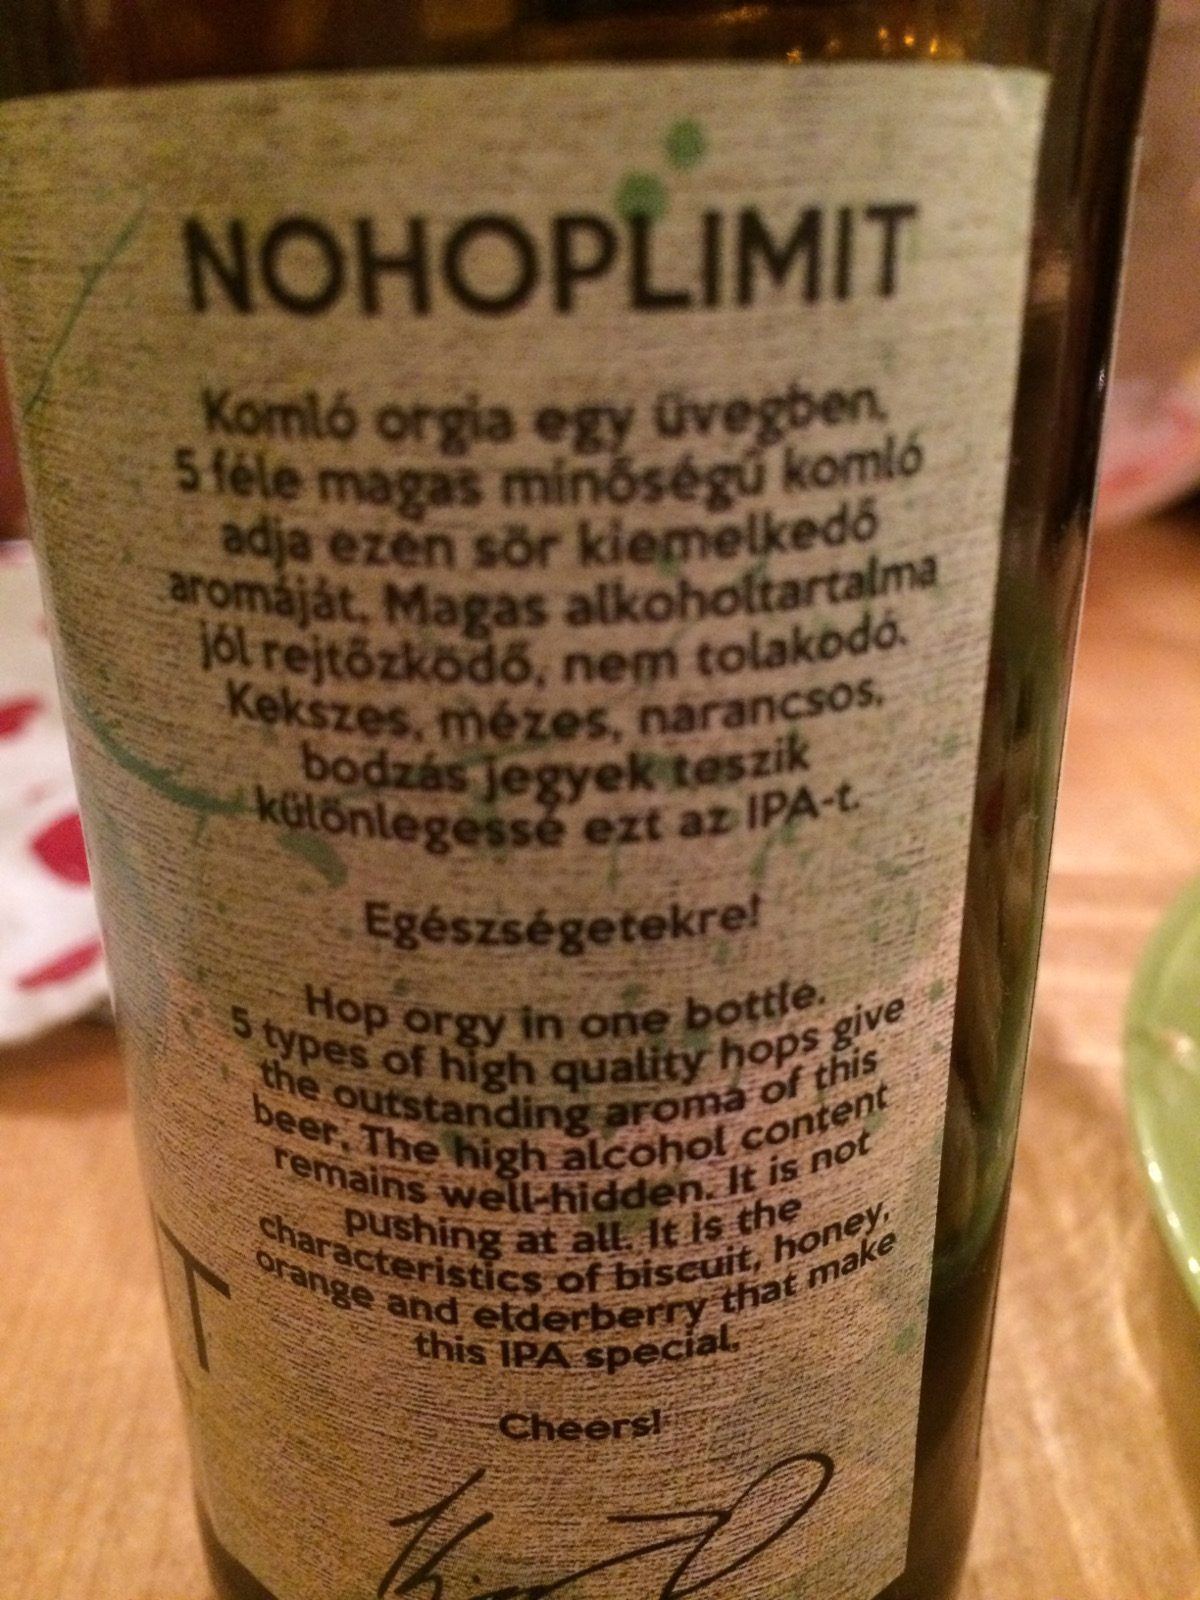 NOHOPLIMIT
Komló orgia egy üvegben.
5 féle magas minőségű komló
adja ezen sör kiemelkedő
aromáját. Magas alkoholtartalma
jól rejtőzködő, nem tolakodó.
Kekszes, mézes, narancsos,
bodzás jegyek teszik
különlegessé ezt az IPA-t.
Egészségetekre!
Hop orgy in one bottle.
5 types of high quality hops give
the outstanding aroma of this
beer. The high alcohol content
remains well-hidden. It is not
pushing at all. It is the
characteristics of biscuit, honey,
orange and elderberry that make
this IPA special.
Cheers!
T